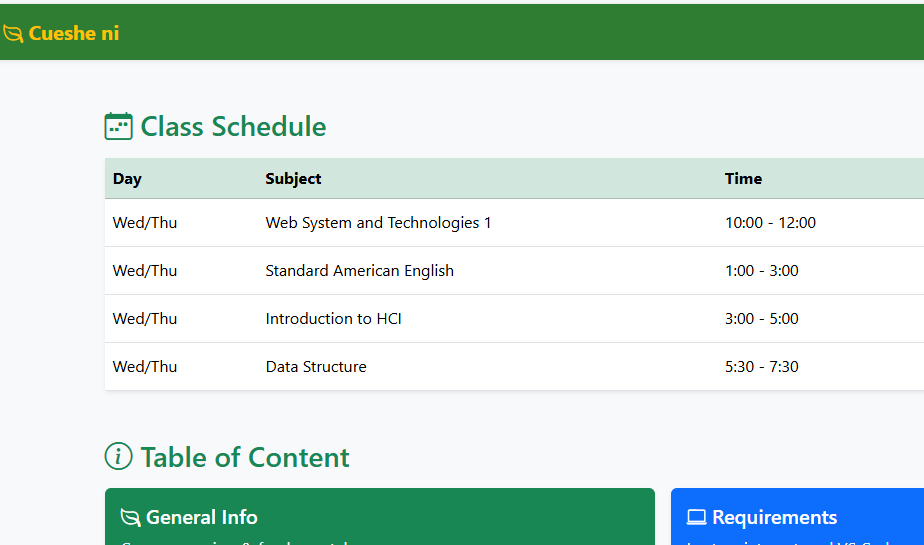 Cueshe ni
Class Schedule
Day Subject Time
Wed/Thu Web System and Technologies 1 10:00 - 12:00
Wed/Thu Standard American English 1:00 - 3:00
Wed/Thu Introduction to HCI 3:00 - 5:00
Wed/Thu Data Structure 5:30 - 7:30
Table of Content
General Info Requirements